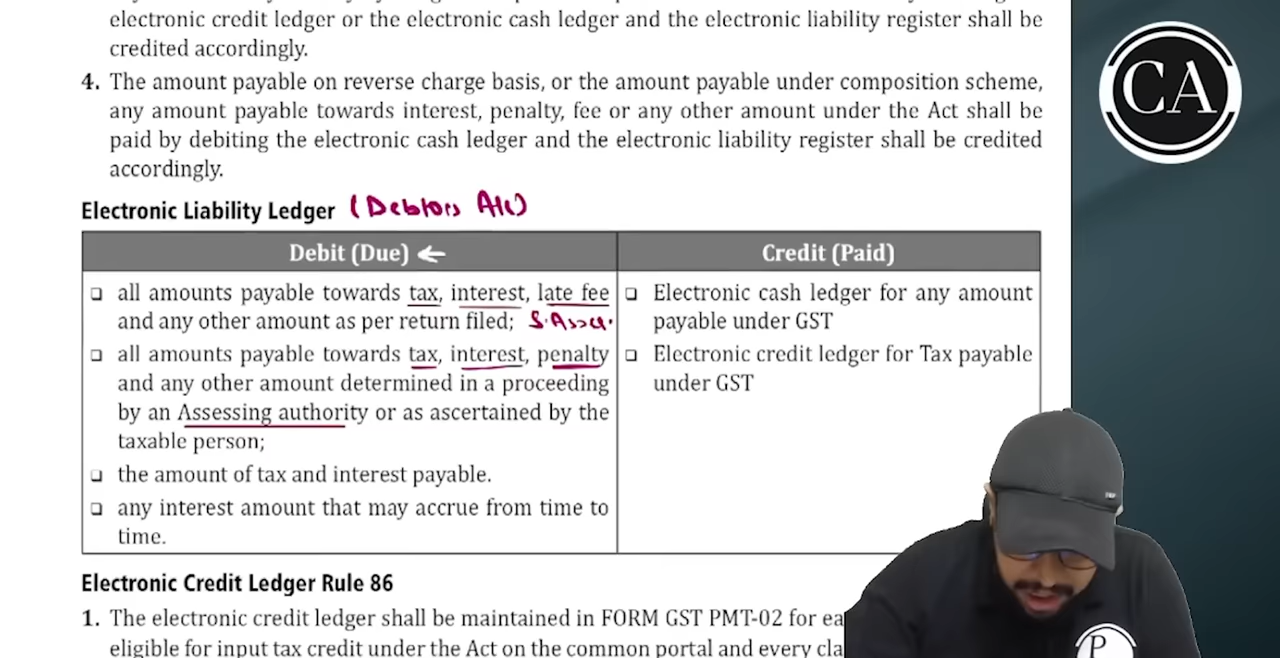 electronic credit ledger or the electronic cash ledger and the electronic liability register shall be
credited accordingly.
4. The amount payable on reverse charge basis, or the amount payable under composition scheme,
any amount payable towards interest, penalty, fee or any other amount under the Act shall be
paid by debiting the electronic cash ledger and the electronic liability register shall be credited
accordingly.
Electronic Liability Ledger (Debtors A/c)
Debit (Due) ←
all amounts payable towards tax, interest, late fee
and any other amount as per return filed; S.Asse.
all amounts payable towards tax, interest, penalty
and any other amount determined in a proceeding
by an Assessing authority or as ascertained by the
taxable person;
the amount of tax and interest payable.
any interest amount that may accrue from time to
time.
Credit (Paid)
Electronic cash ledger for any amount
payable under GST
Electronic credit ledger for Tax payable
under GST
Electronic Credit Ledger Rule 86
1. The electronic credit ledger shall be maintained in FORM GST PMT-02 for
eligible for input tax credit under the Act on the common portal and every
CA
P